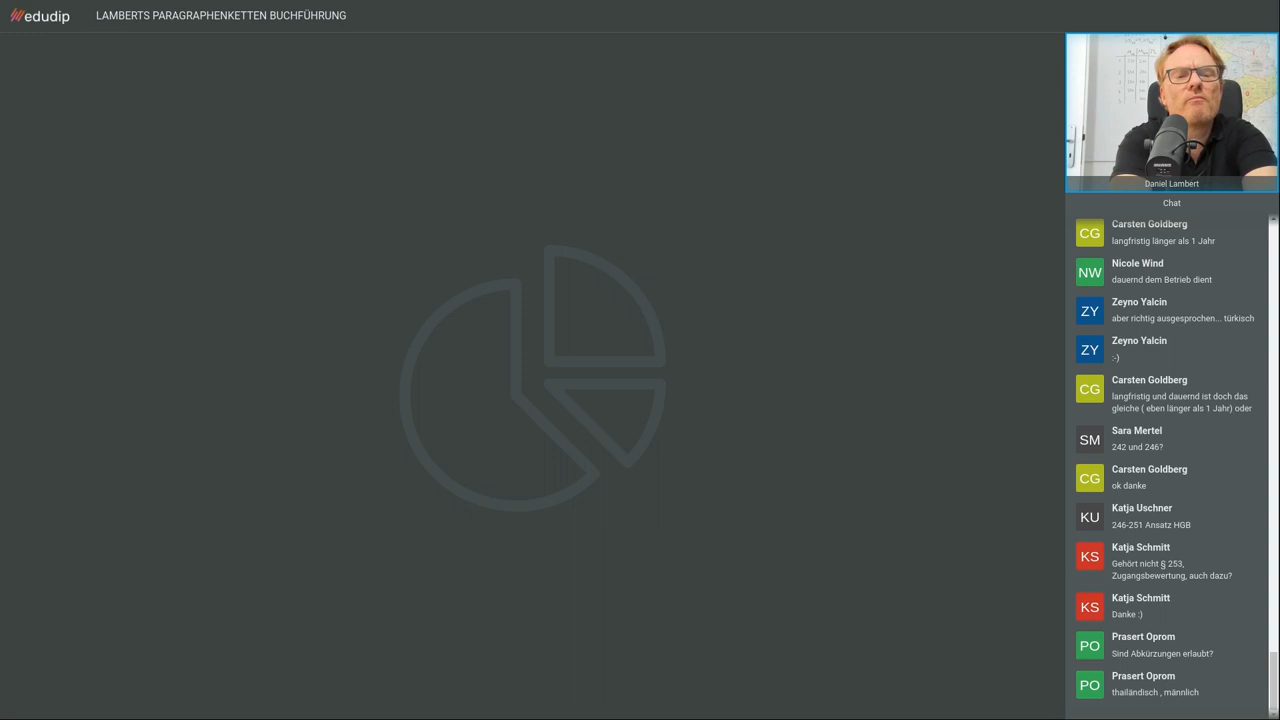 edudip
LAMBERTS PARAGRAPHENKETTEN BUCHFÜHRUNG
Daniel Lambert
Chat
CG
Carsten Goldberg
langfristig länger als 1 Jahr
NW
Nicole Wind
dauernd dem Betrieb dient
ZY
Zeyno Yalcin
aber richtig ausgesprochen... türkisch
ZY
Zeyno Yalcin
:-)
CG
Carsten Goldberg
langfristig und dauernd ist doch das
gleiche ( eben länger als 1 Jahr) oder
SM
Sara Mertel
242 und 246?
CG
Carsten Goldberg
ok danke
KU
Katja Uschner
246-251 Ansatz HGB
KS
Katja Schmitt
Gehört nicht § 253,
Zugangsbewertung, auch dazu?
KS
Katja Schmitt
Danke :)
PO
Prasert Oprom
Sind Abkürzungen erlaubt?
PO
Prasert Oprom
thailändisch , männlich